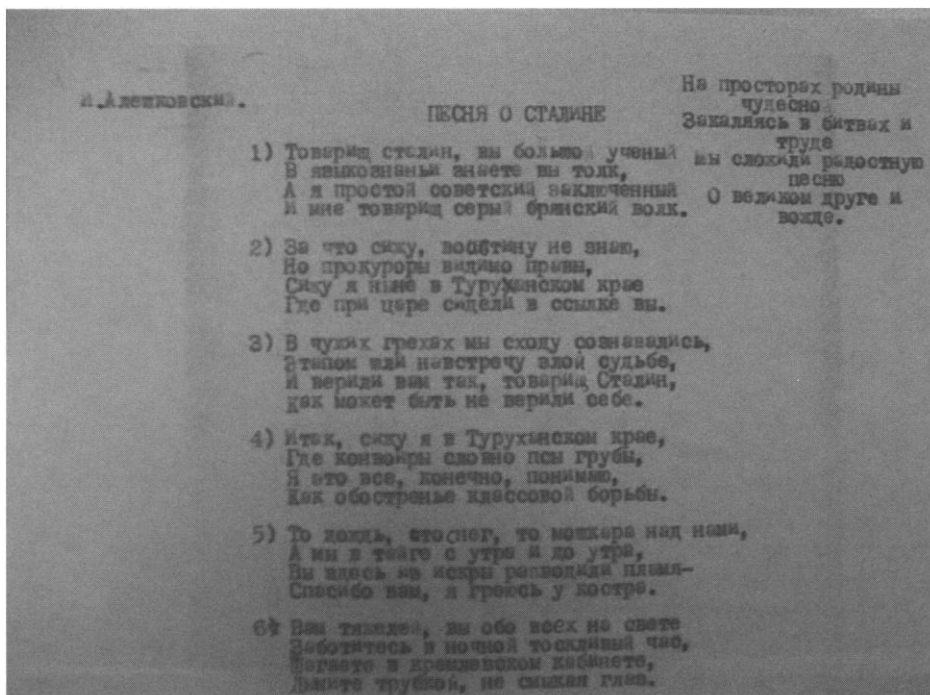 И.Алешковский.
ПЕСНЯ О СТАЛИНЕ
На просторах родины
чудесно
Закаляясь в битвах и
труде
мы сложили радостную
песню
О великом друге и
вожде.
1) Товарищ сталин, вы большой ученый
В языкознаньи знаете вы толк,
А я простой советский заключенный
И мне товарищ серый брянский волк.
2) За что сижу, воистину не знаю,
Но прокуроры видимо правы,
Сижу я ныне в Туруханском крае
Где при царе сидели в ссылке вы.
3) В чужих грехах мы сходу сознавались,
Этапом шли навстречу злой судьбе,
И верили вам так, товарищ Сталин,
как может быть не верили себе.
4) Итак, сижу я в Туруханском крае,
Где конвойры словно псы грубы,
Я это все, конечно, понимаю,
Как обостренье классовой борьбы.
5) То дождь, тоснег, то мошкара над нами,
А мы в тайге с утра и до утра,
Вы здесь из искры разводили пламя-
Спасибо вам, я греюсь у костра.
6) Вам тяжелей, вы обо всех на свете
Заботитесь в ночной тоскливый час,
Шагаете в кремлевском кабинете,
Дымите трубкой, не смыкая глаз.